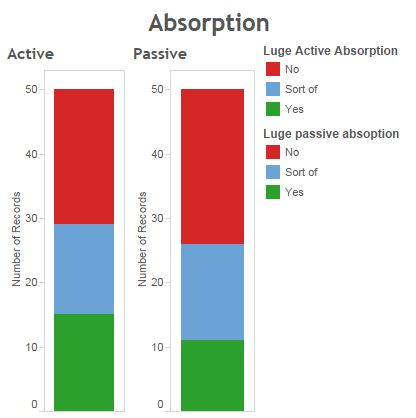 Absorption
Active
Number of Records
50
40
30
20
10
0
Passive
Number of Records
50
40
30
20
10
0
Luge Active Absorption
No
Sort of
Yes
Luge passive absoption
No
Sort of
Yes